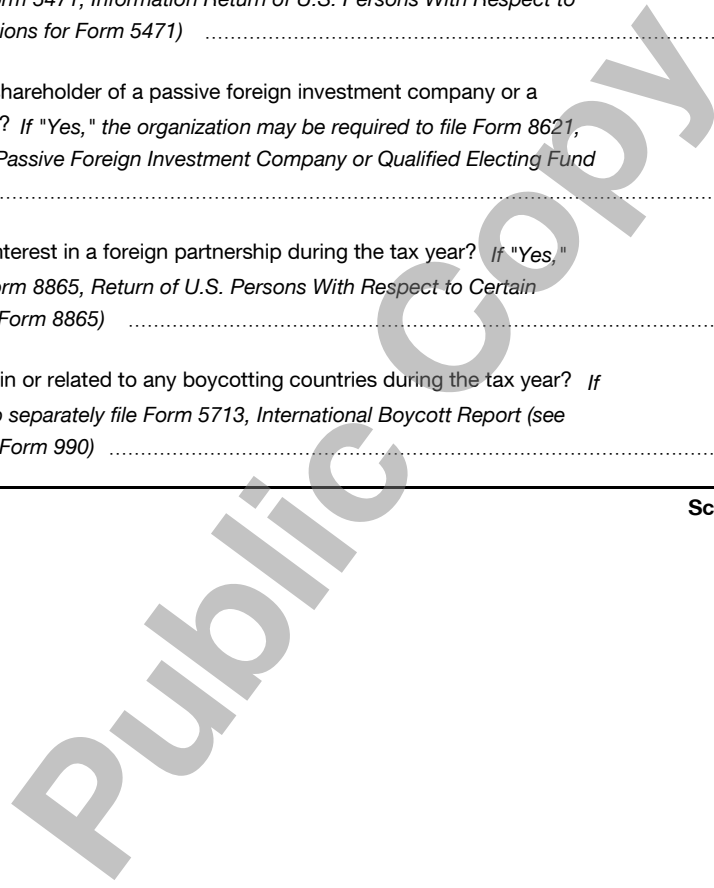 orm 5471, Information Return of U.S. Persons With Respect to
ions for Form 5471) ........................................................................................................
hareholder of a passive foreign investment company or a
? If "Yes," the organization may be required to file Form 8621,
Passive Foreign Investment Company or Qualified Electing Fund
........................................................................................................
nterest in a foreign partnership during the tax year? If "Yes,"
orm 8865, Return of U.S. Persons With Respect to Certain
Form 8865) ........................................................................................................
in or related to any boycotting countries during the tax year? If
o separately file Form 5713, International Boycott Report (see
Form 990) ........................................................................................................
Sc
Public Copy